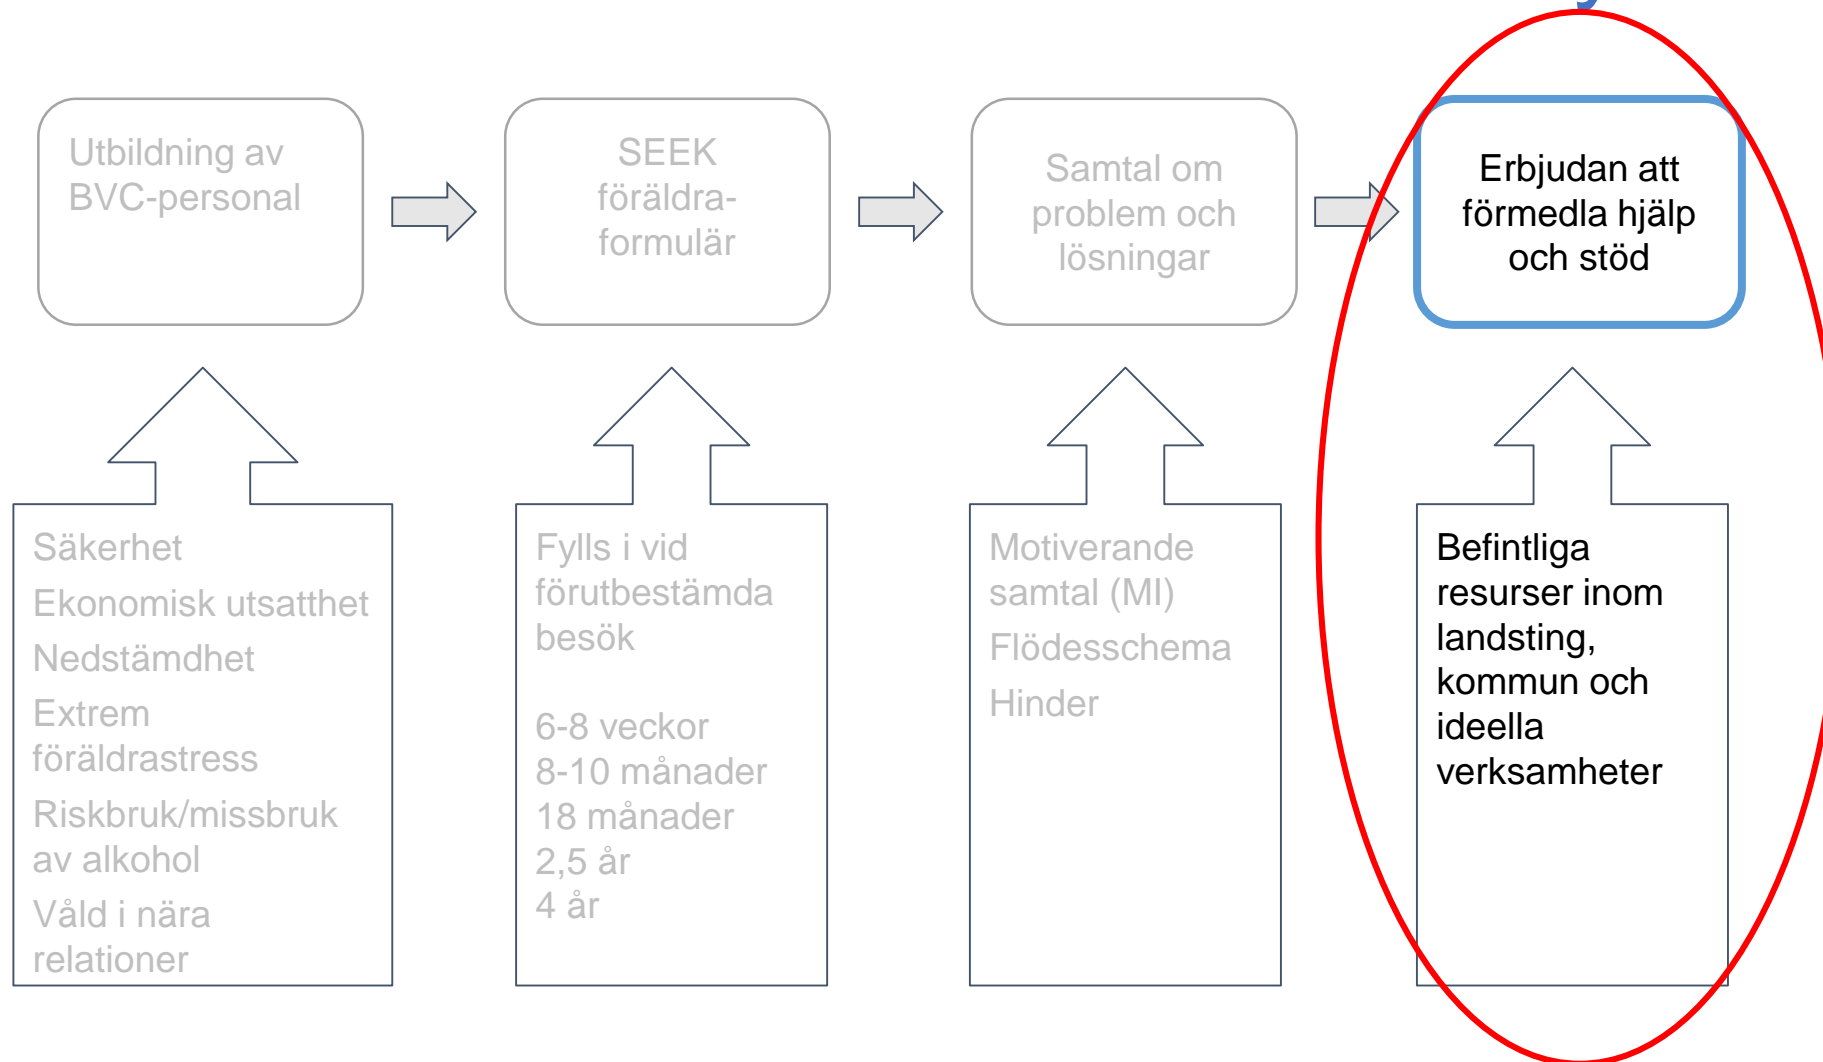 Utbildning av
BVC-personal
SEEK
föräldra-
formulär
Samtal om
problem och
lösningar
Erbjudan att
förmedla hjälp
och stöd
Säkerhet
Ekonomisk utsatthet
Nedstämdhet
Extrem
föräldrastress
Riskbruk/missbruk
av alkohol
Våld i nära
relationer
Fylls i vid
förutbestämda
besök
6-8 veckor
8-10 månader
18 månader
2,5 år
4 år
Motiverande
samtal (MI)
Flödesschema
Hinder
Befintliga
resurser inom
landsting,
kommun och
ideella
verksamheter